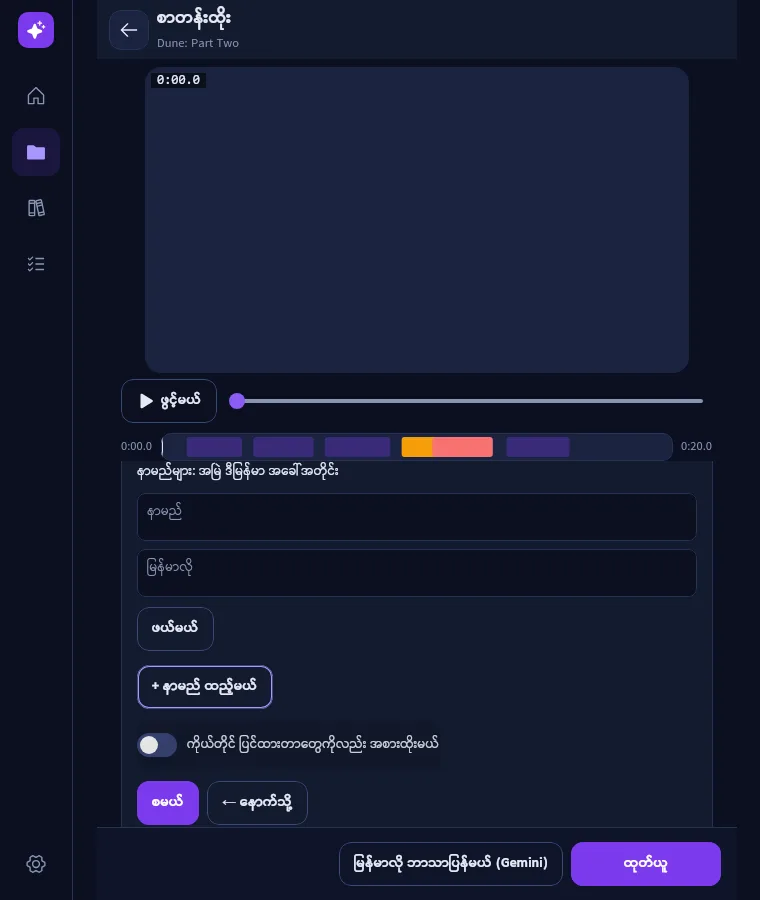 စာတန်းထိုး
Dune: Part Two
0:00.0
ဖွင့်မယ်
0:00.0
0:20.0
နာမည်များ: အမြဲ ဒီမြန်မာ အခေါ်အတိုင်း
နာမည်
မြန်မာလို
ဖယ်မယ်
+ နာမည် ထည့်မယ်
ကိုယ်တိုင် ပြင်ထားတာတွေကိုလည်း အစားထိုးမယ်
စမယ်
← နောက်သို့
မြန်မာလို ဘာသာပြန်မယ် (Gemini)
ထုတ်ယူ